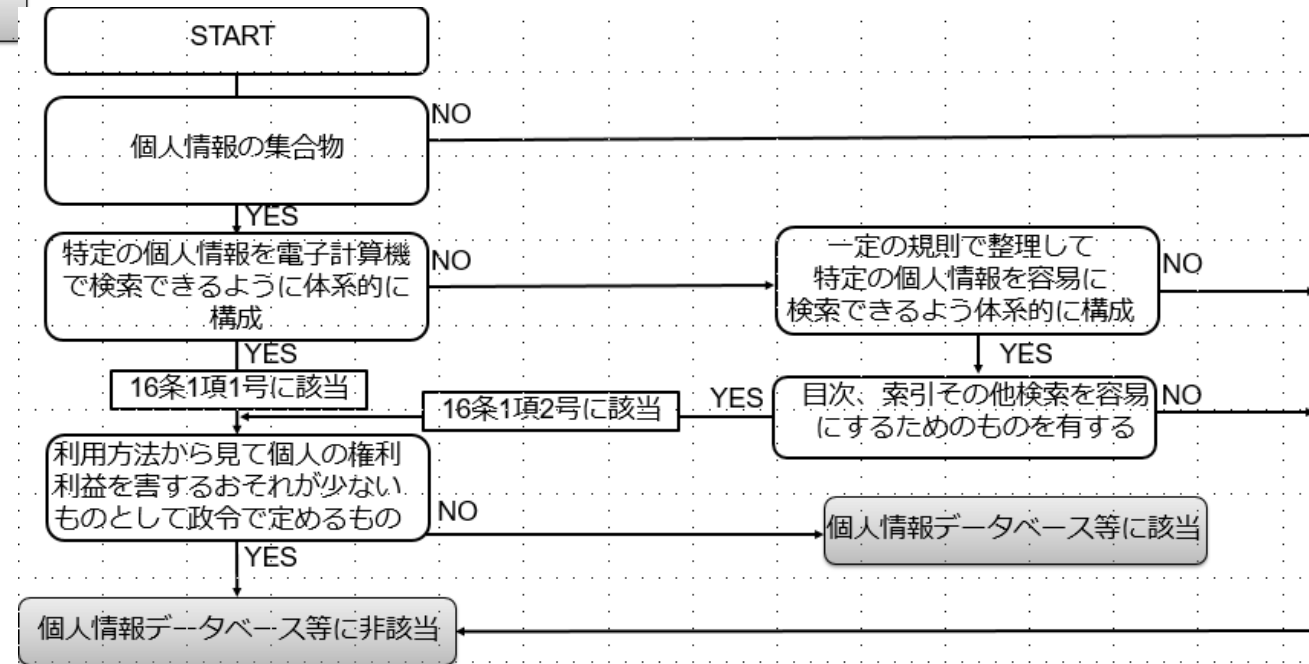 START
個人情報の集合物
NO
YES
特定の個人情報を電子計算機
で検索できるように体系的に
構成
NO
一定の規則で整理して
特定の個人情報を容易に
検索できるよう体系的に構成
NO
YES
YES
16条1項1号に該当
16条1項2号に該当
YES
目次、索引その他検索を容易
にするためのものを有する
NO
利用方法から見て個人の権利
利益を害するおそれが少ない
ものとして政令で定めるもの
NO
個人情報データベース等に該当
YES
個人情報データベース等に非該当